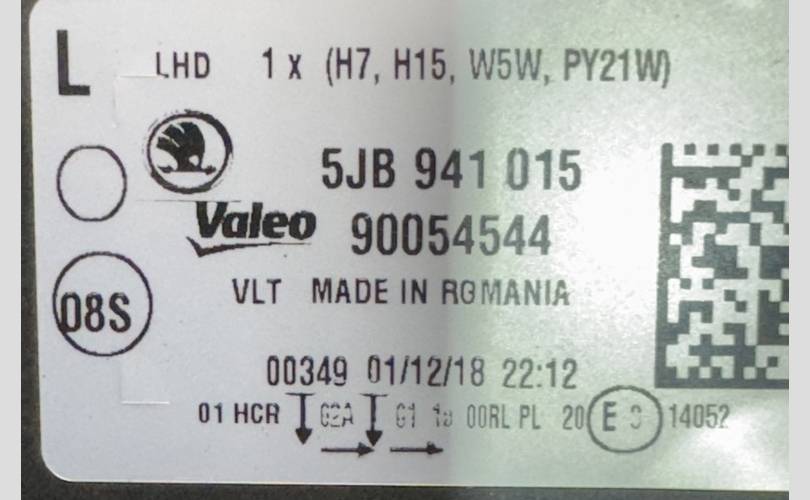 L LHD 1 x (H7, H15, W5W, PY21W)
5JB 941 015
Valeo 90054544
08S VLT MADE IN ROMANIA
00349 01/12/18 22:12
01 HCR 02A 00RL PL 20 E 14052